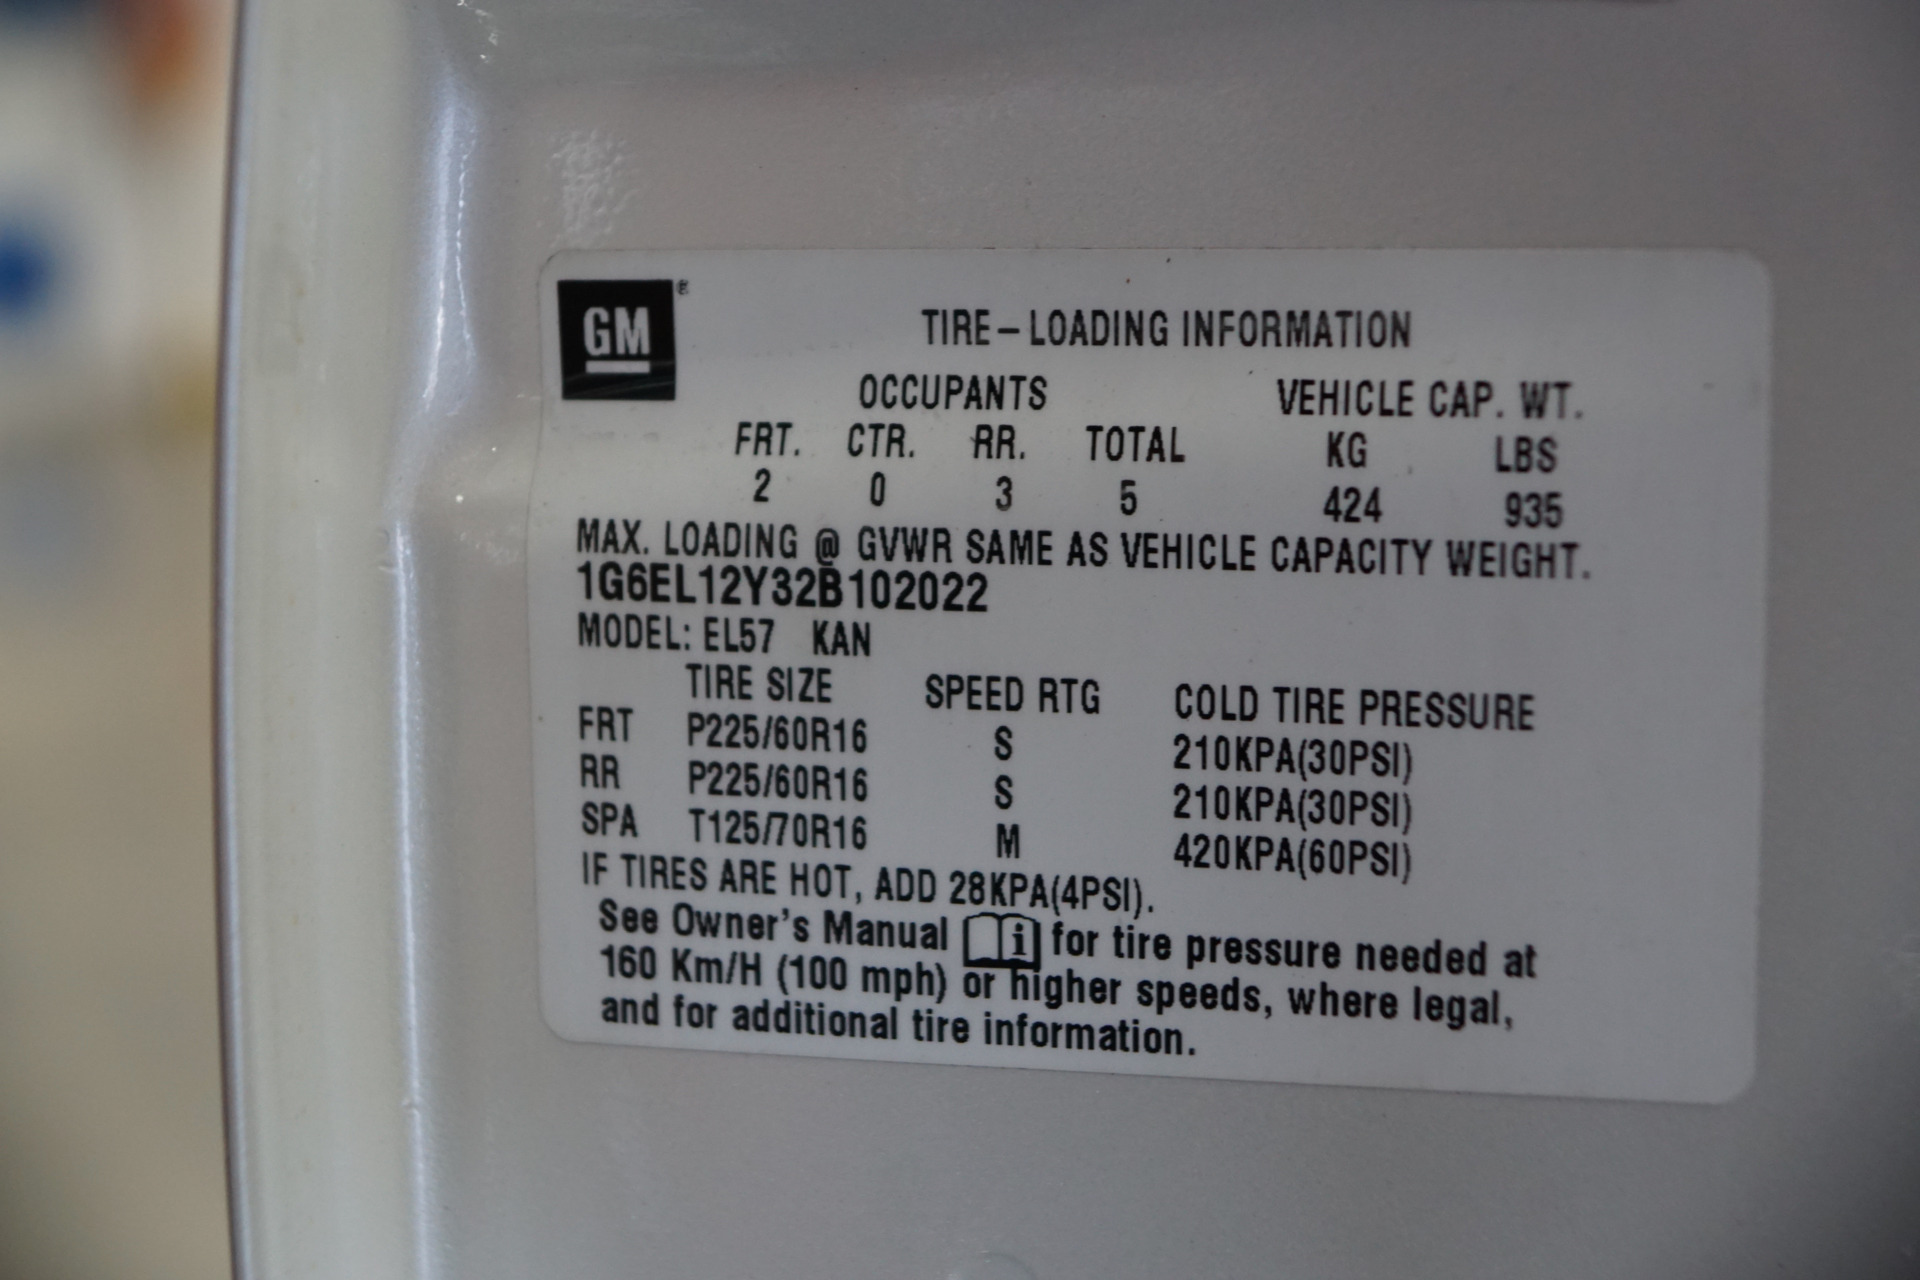 GM ®
TIRE–LOADING INFORMATION
OCCUPANTS VEHICLE CAP. WT.
FRT. CTR. RR. TOTAL KG LBS
2 0 3 5 424 935
MAX. LOADING @ GVWR SAME AS VEHICLE CAPACITY WEIGHT.
1G6EL12Y32B102022
MODEL: EL57 KAN
TIRE SIZE SPEED RTG COLD TIRE PRESSURE
FRT P225/60R16 S 210KPA(30PSI)
RR P225/60R16 S 210KPA(30PSI)
SPA T125/70R16 M 420KPA(60PSI)
IF TIRES ARE HOT, ADD 28KPA(4PSI).
See Owner's Manual i for tire pressure needed at
160 Km/H (100 mph) or higher speeds, where legal,
and for additional tire information.